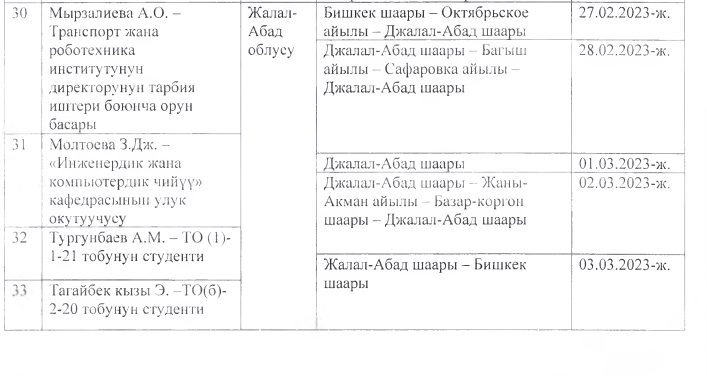 30 Мырзалиева А.О. – Транспорт жана роботехника институтунун директорунун тарбия иштери боюнча орун басары
31 Молтоева З.Дж. – «Инженердик жана компьютердик чийүү» кафедрасынын улук окутуучусу
32 Тургунбаев А.М. – ТО (1)-1-21 тобунун студенти
33 Тагайбек кызы Э. –ТО(б)-2-20 тобунун студенти
Жалал-Абад облусу
Бишкек шаары – Октябрьское айылы – Джалал-Абад шаары 27.02.2023-ж.
Джалал-Абад шаары – Багыш айылы – Сафаровка айылы – Джалал-Абад шаары 28.02.2023-ж.
Джалал-Абад шаары 01.03.2023-ж.
Джалал-Абад шаары – Жаны-Акман айылы – Базар-коргон шаары – Джалал-Абад шаары 02.03.2023-ж.
Жалал-Абад шаары – Бишкек шаары 03.03.2023-ж.